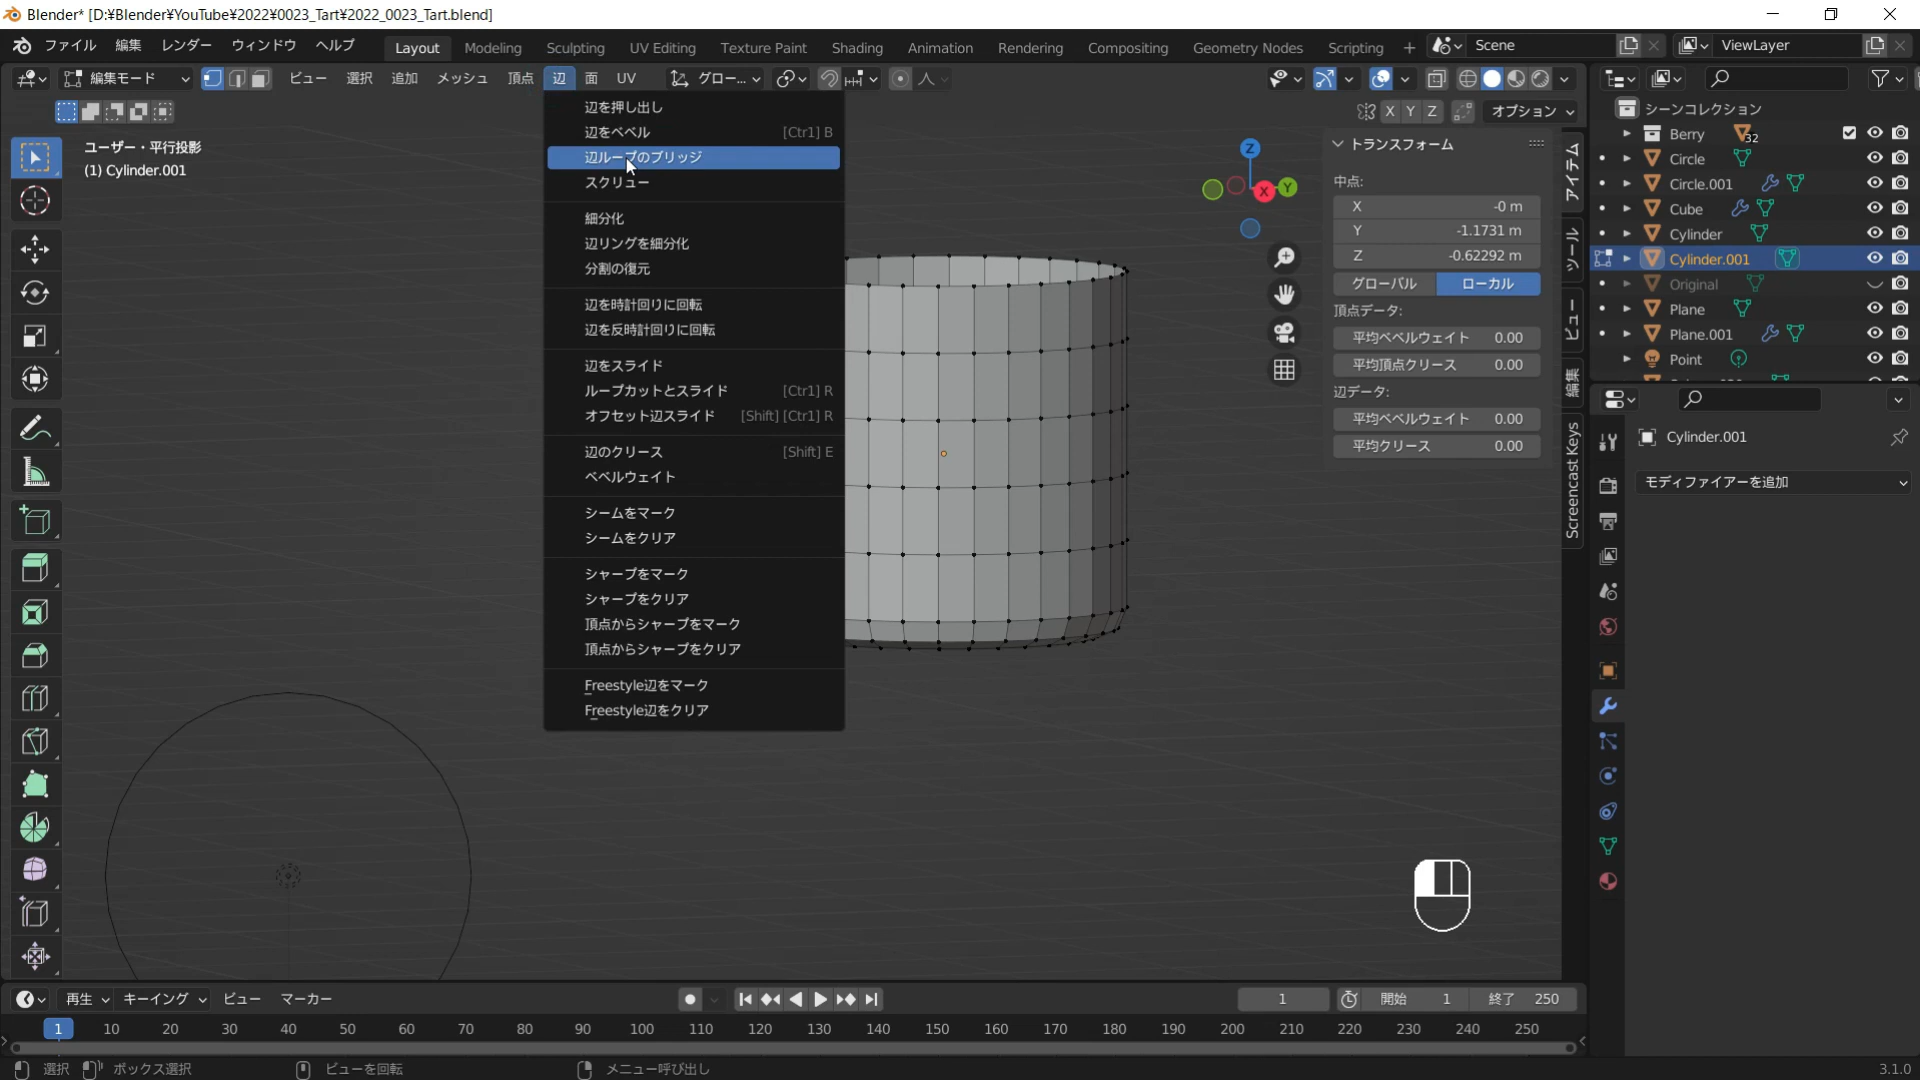 Blender* [D:¥Blender¥YouTube¥2022¥0023_Tart¥2022_0023_Tart.blend]
ファイル 編集 レンダー ウィンドウ ヘルプ Layout Modeling Sculpting UV Editing Texture Paint Shading Animation Rendering Compositing Geometry Nodes Scripting + Scene ViewLayer
編集モード ビュー 選択 追加 メッシュ 頂点 辺 面 UV グロー...
X Y Z オプション
ユーザー・平行投影
(1) Cylinder.001
辺を押し出し
辺をベベル [Ctrl] B
辺ループのブリッジ
スクリュー
細分化
辺リングを細分化
分割の復元
辺を時計回りに回転
辺を反時計回りに回転
辺をスライド
ループカットとスライド [Ctrl] R
オフセット辺スライド [Shift] [Ctrl] R
辺のクリース [Shift] E
ベベルウェイト
シームをマーク
シームをクリア
シャープをマーク
シャープをクリア
頂点からシャープをマーク
頂点からシャープをクリア
Freestyle辺をマーク
Freestyle辺をクリア
Z
X
Y
トランスフォーム
中点:
X -0 m
Y -1.1731 m
Z -0.62292 m
グローバル ローカル
頂点データ:
平均ベベルウェイト 0.00
平均頂点クリース 0.00
辺データ:
平均ベベルウェイト 0.00
平均クリース 0.00
アイテム
ツール
ビュー
編集
Screencast Keys
シーンコレクション
Berry 32
Circle
Circle.001
Cube
Cylinder
Cylinder.001
Original
Plane
Plane.001
Point
Cylinder.001
モディファイアーを追加
再生 キーイング ビュー マーカー 1 開始 1 終了 250
1 10 20 30 40 50 60 70 80 90 100 110 120 130 140 150 160 170 180 190 200 210 220 230 240 250
選択 ボックス選択 ビューを回転 メニュー呼び出し 3.1.0